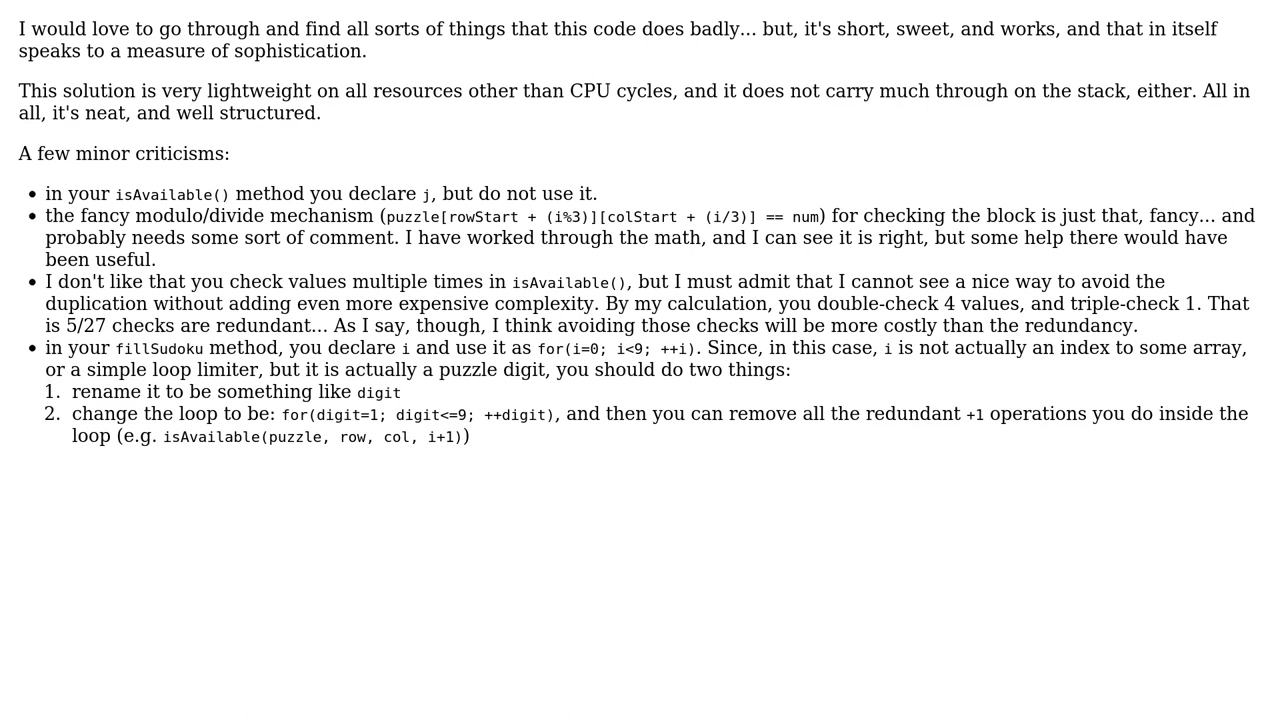 I would love to go through and find all sorts of things that this code does badly... but, it's short, sweet, and works, and that in itself
speaks to a measure of sophistication.
This solution is very lightweight on all resources other than CPU cycles, and it does not carry much through on the stack, either. All in
all, it's neat, and well structured.
A few minor criticisms:
• in your isAvailable() method you declare j, but do not use it.
• the fancy modulo/divide mechanism (puzzle[rowStart + (i%3)][colStart + (i/3)] == num) for checking the block is just that, fancy... and
probably needs some sort of comment. I have worked through the math, and I can see it is right, but some help there would have
been useful.
• I don't like that you check values multiple times in isAvailable(), but I must admit that I cannot see a nice way to avoid the
duplication without adding even more expensive complexity. By my calculation, you double-check 4 values, and triple-check 1. That
is 5/27 checks are redundant... As I say, though, I think avoiding those checks will be more costly than the redundancy.
• in your fillSudoku method, you declare i and use it as for(i=0; i<9; ++i). Since, in this case, i is not actually an index to some array,
or a simple loop limiter, but it is actually a puzzle digit, you should do two things:
1. rename it to be something like digit
2. change the loop to be: for(digit=1; digit<=9; ++digit), and then you can remove all the redundant +1 operations you do inside the
loop (e.g. isAvailable(puzzle, row, col, i+1))